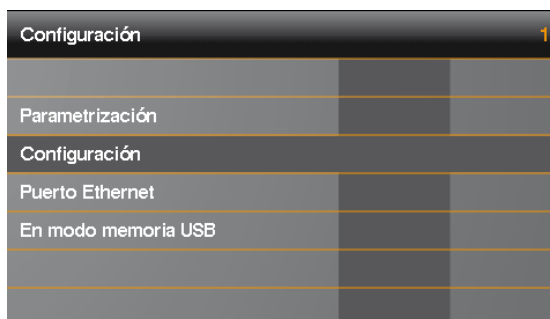 Configuración 1
Parametrización
Configuración
Puerto Ethernet
En modo memoria USB